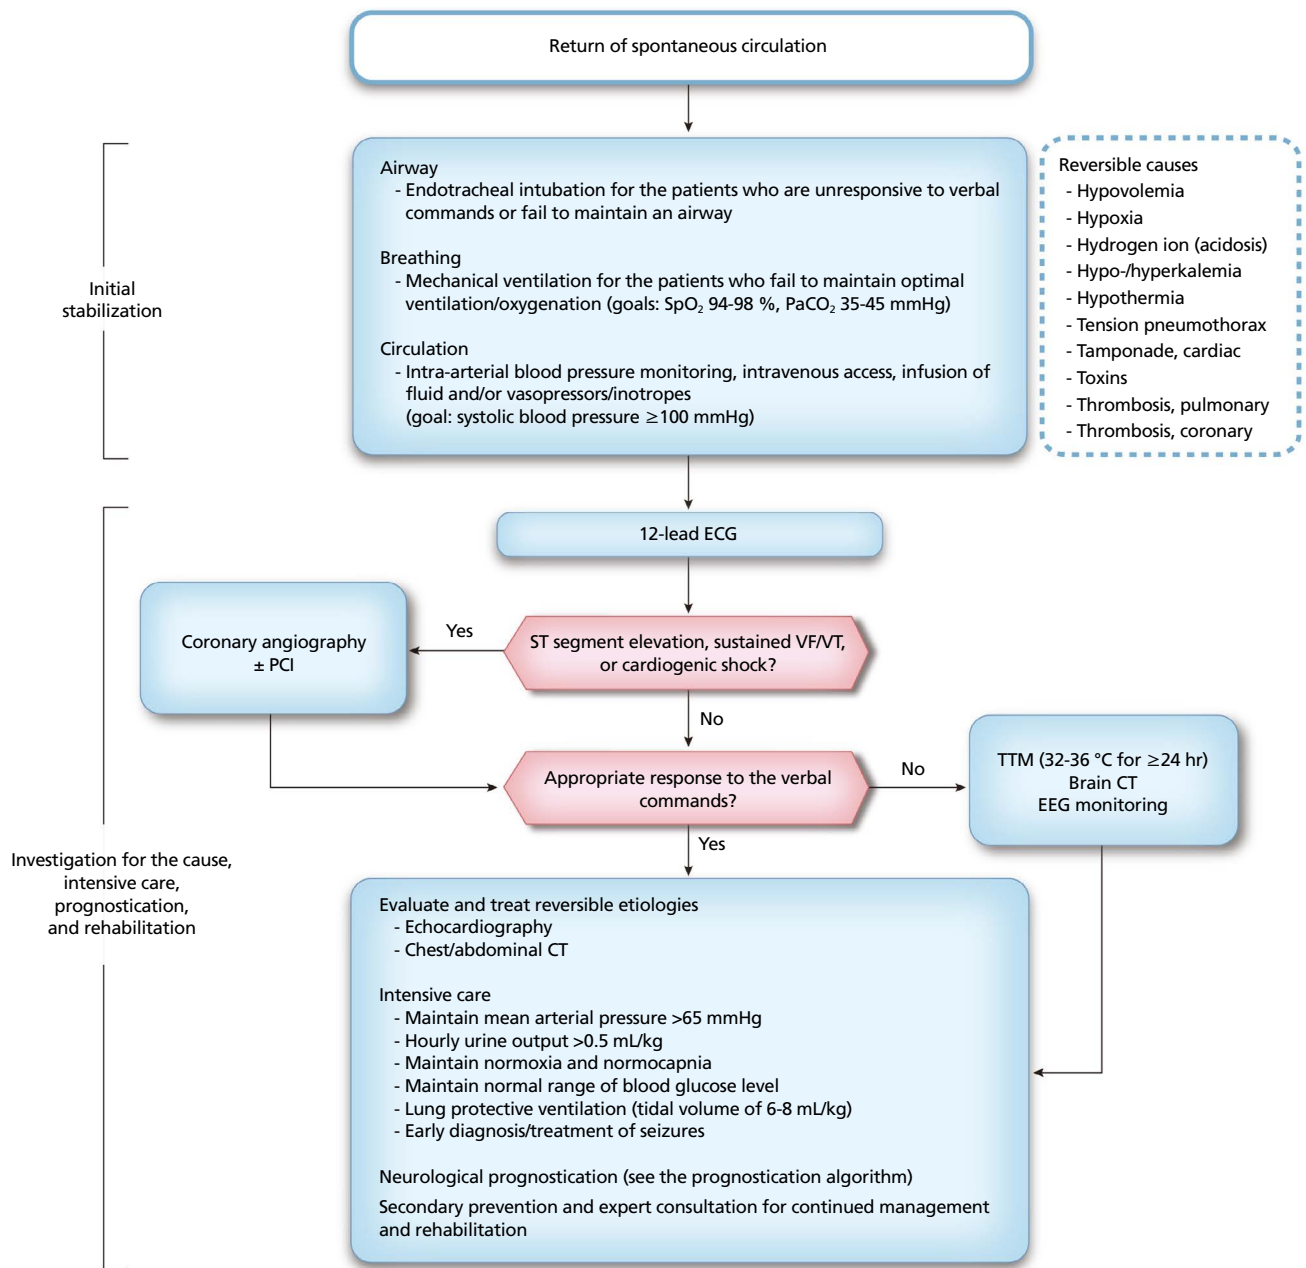 Return of spontaneous circulation
Initial
stabilization
Airway
- Endotracheal intubation for the patients who are unresponsive to verbal
commands or fail to maintain an airway
Breathing
- Mechanical ventilation for the patients who fail to maintain optimal
ventilation/oxygenation (goals: SpO₂ 94-98 %, PaCO₂ 35-45 mmHg)
Circulation
- Intra-arterial blood pressure monitoring, intravenous access, infusion of
fluid and/or vasopressors/inotropes
(goal: systolic blood pressure ≥100 mmHg)
Reversible causes
- Hypovolemia
- Hypoxia
- Hydrogen ion (acidosis)
- Hypo-/hyperkalemia
- Hypothermia
- Tension pneumothorax
- Tamponade, cardiac
- Toxins
- Thrombosis, pulmonary
- Thrombosis, coronary
12-lead ECG
ST segment elevation, sustained VF/VT,
or cardiogenic shock?
Yes
Coronary angiography
± PCI
No
Appropriate response to the verbal
commands?
No
TTM (32-36 °C for ≥24 hr)
Brain CT
EEG monitoring
Yes
Investigation for the cause,
intensive care,
prognostication,
and rehabilitation
Evaluate and treat reversible etiologies
- Echocardiography
- Chest/abdominal CT
Intensive care
- Maintain mean arterial pressure >65 mmHg
- Hourly urine output >0.5 mL/kg
- Maintain normoxia and normocapnia
- Maintain normal range of blood glucose level
- Lung protective ventilation (tidal volume of 6-8 mL/kg)
- Early diagnosis/treatment of seizures
Neurological prognostication (see the prognostication algorithm)
Secondary prevention and expert consultation for continued management
and rehabilitation